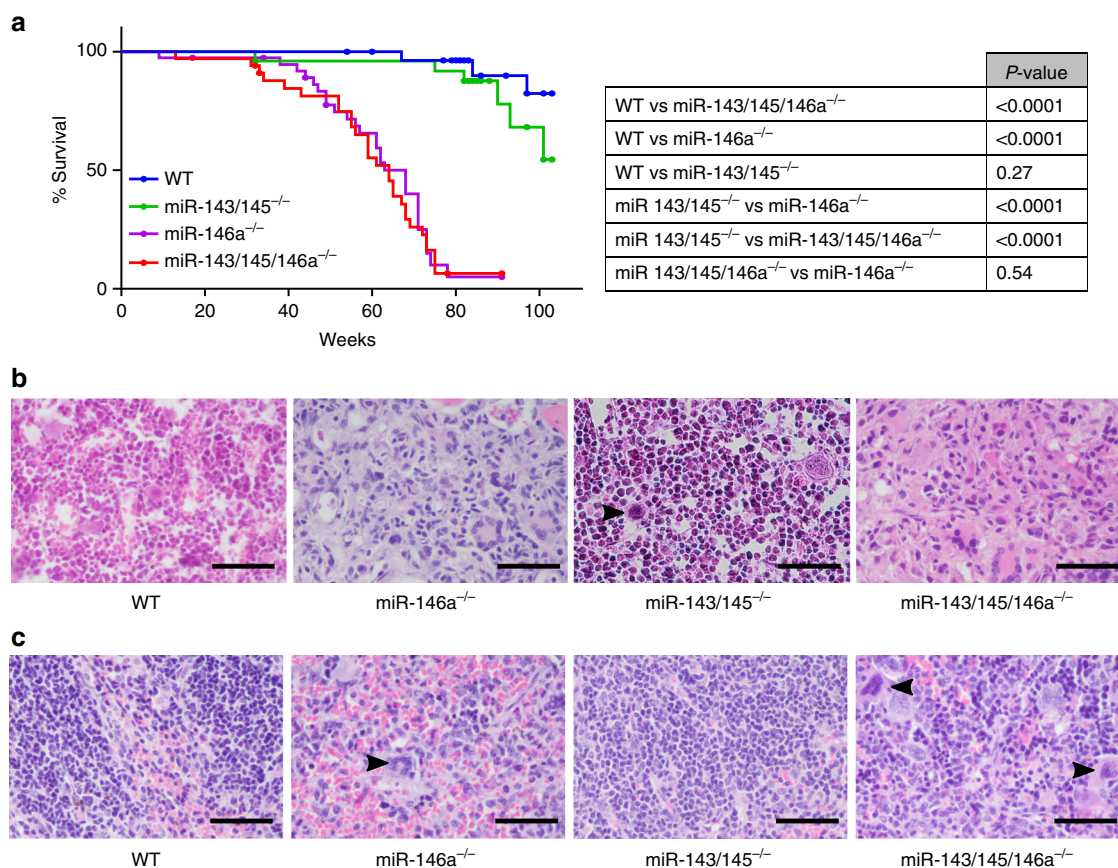 a
% Survival
100
50
0
0 20 40 60 80 100
Weeks
WT
miR-143/145⁻/⁻
miR-146a⁻/⁻
miR-143/145/146a⁻/⁻
P-value
WT vs miR-143/145/146a⁻/⁻ <0.0001
WT vs miR-146a⁻/⁻ <0.0001
WT vs miR-143/145⁻/⁻ 0.27
miR 143/145⁻/⁻ vs miR-146a⁻/⁻ <0.0001
miR 143/145⁻/⁻ vs miR-143/145/146a⁻/⁻ <0.0001
miR 143/145/146a⁻/⁻ vs miR-146a⁻/⁻ 0.54
b
WT miR-146a⁻/⁻ miR-143/145⁻/⁻ miR-143/145/146a⁻/⁻
c
WT miR-146a⁻/⁻ miR-143/145⁻/⁻ miR-143/145/146a⁻/⁻